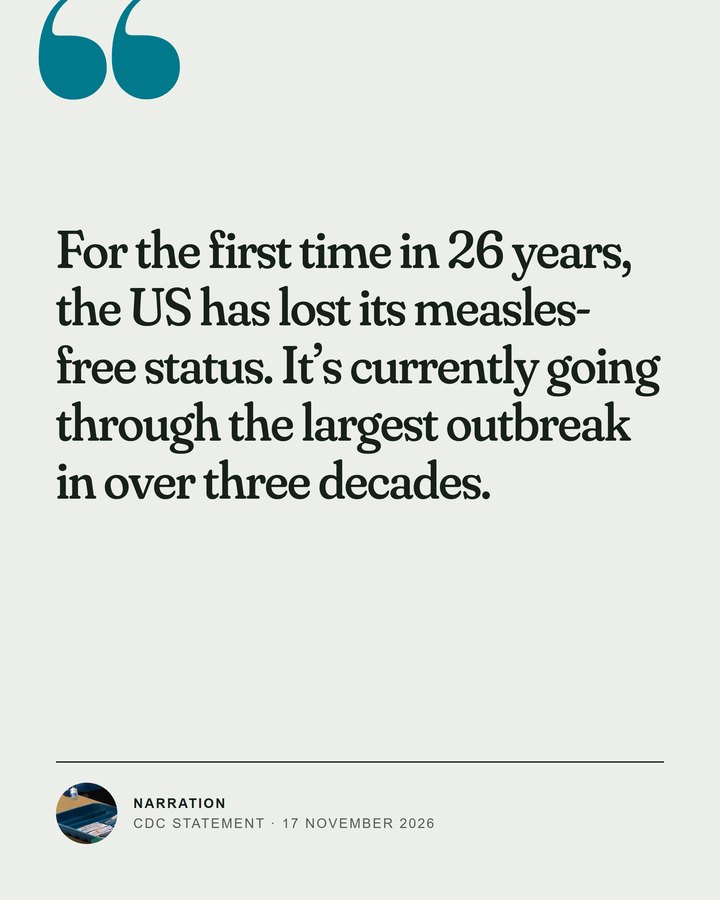 For the first time in 26 years,
the US has lost its measles-
free status. It’s currently going
through the largest outbreak
in over three decades.
NARRATION
CDC STATEMENT · 17 NOVEMBER 2026